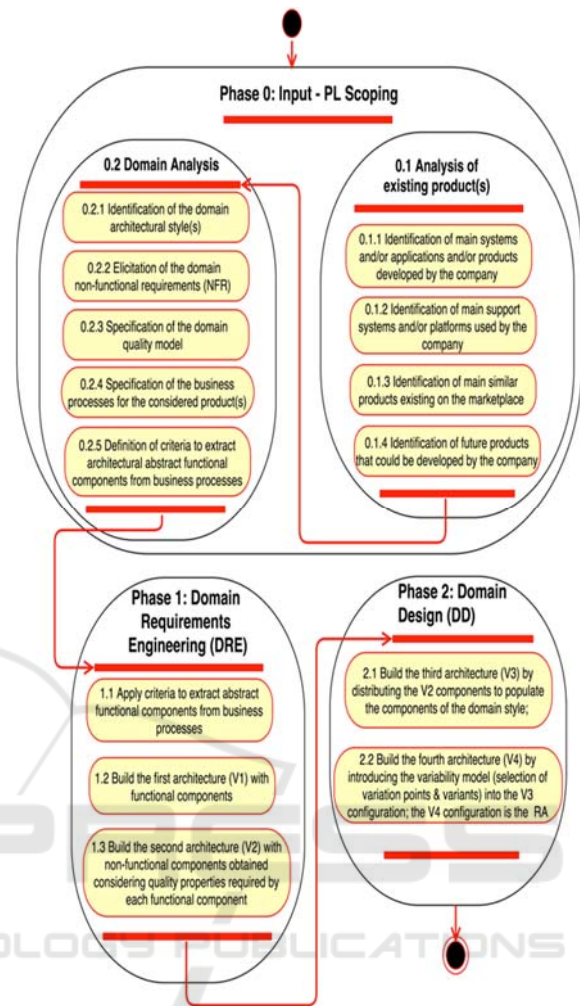 Phase 0: Input - PL Scoping
0.2 Domain Analysis
0.2.1 Identification of the domain
architectural style(s)
0.2.2 Elicitation of the domain
non-functional requirements (NFR)
0.2.3 Specification of the domain
quality model
0.2.4 Specification of the business
processes for the considered product(s)
0.2.5 Definition of criteria to extract
architectural abstract functional
components from business processes
0.1 Analysis of
existing product(s)
0.1.1 Identification of main systems
and/or applications and/or products
developed by the company
0.1.2 Identification of main support
systems and/or platforms used by the
company
0.1.3 Identification of main similar
products existing on the marketplace
0.1.4 Identification of future products
that could be developed by the company
Phase 1: Domain
Requirements
Engineering (DRE)
1.1 Apply criteria to extract abstract
functional components from business
processes
1.2 Build the first architecture (V1) with
functional components
1.3 Build the second architecture (V2) with
non-functional components obtained
considering quality properties required by
each functional component
Phase 2: Domain
Design (DD)
2.1 Build the third architecture (V3) by
distributing the V2 components to populate
the components of the domain style;
2.2 Build the fourth architecture (V4) by
introducing the variability model (selection of
variation points & variants) into the V3
configuration; the V4 configuration is the RA
PRESS
OLOGY PUBLICATIONS